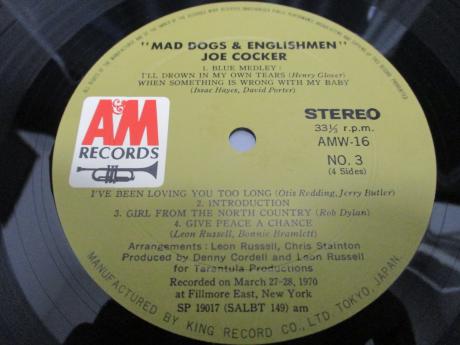 "MAD DOGS & ENGLISHMEN"
JOE COCKER
1. BLUE MEDLEY:
I'LL DROWN IN MY OWN TEARS (Henry Glover)
WHEN SOMETHING IS WRONG WITH MY BABY
(Isac Hayes, David Porter)
A&M
RECORDS
STEREO
33⅓ r.p.m.
AMW-16
NO. 3
(4 Sides)
I'VE BEEN LOVING YOU TOO LONG (Otis Redding, Jerry Butler)
2. INTRODUCTION
3. GIRL FROM THE NORTH COUNTRY (Bob Dylan)
4. GIVE PEACE A CHANCE
(Leon Russell, Bonnie Bramlett)
Arrangements: Leon Russell, Chris Stainton
Produced by Denny Cordell and Leon Russell
for Tarantula Productions
Recorded on March 27-28, 1970
at Fillmore East, New York
SP 19017 (SALBT 149) am
MANUFACTURED BY KING RECORD CO., LTD. TOKYO, JAPAN